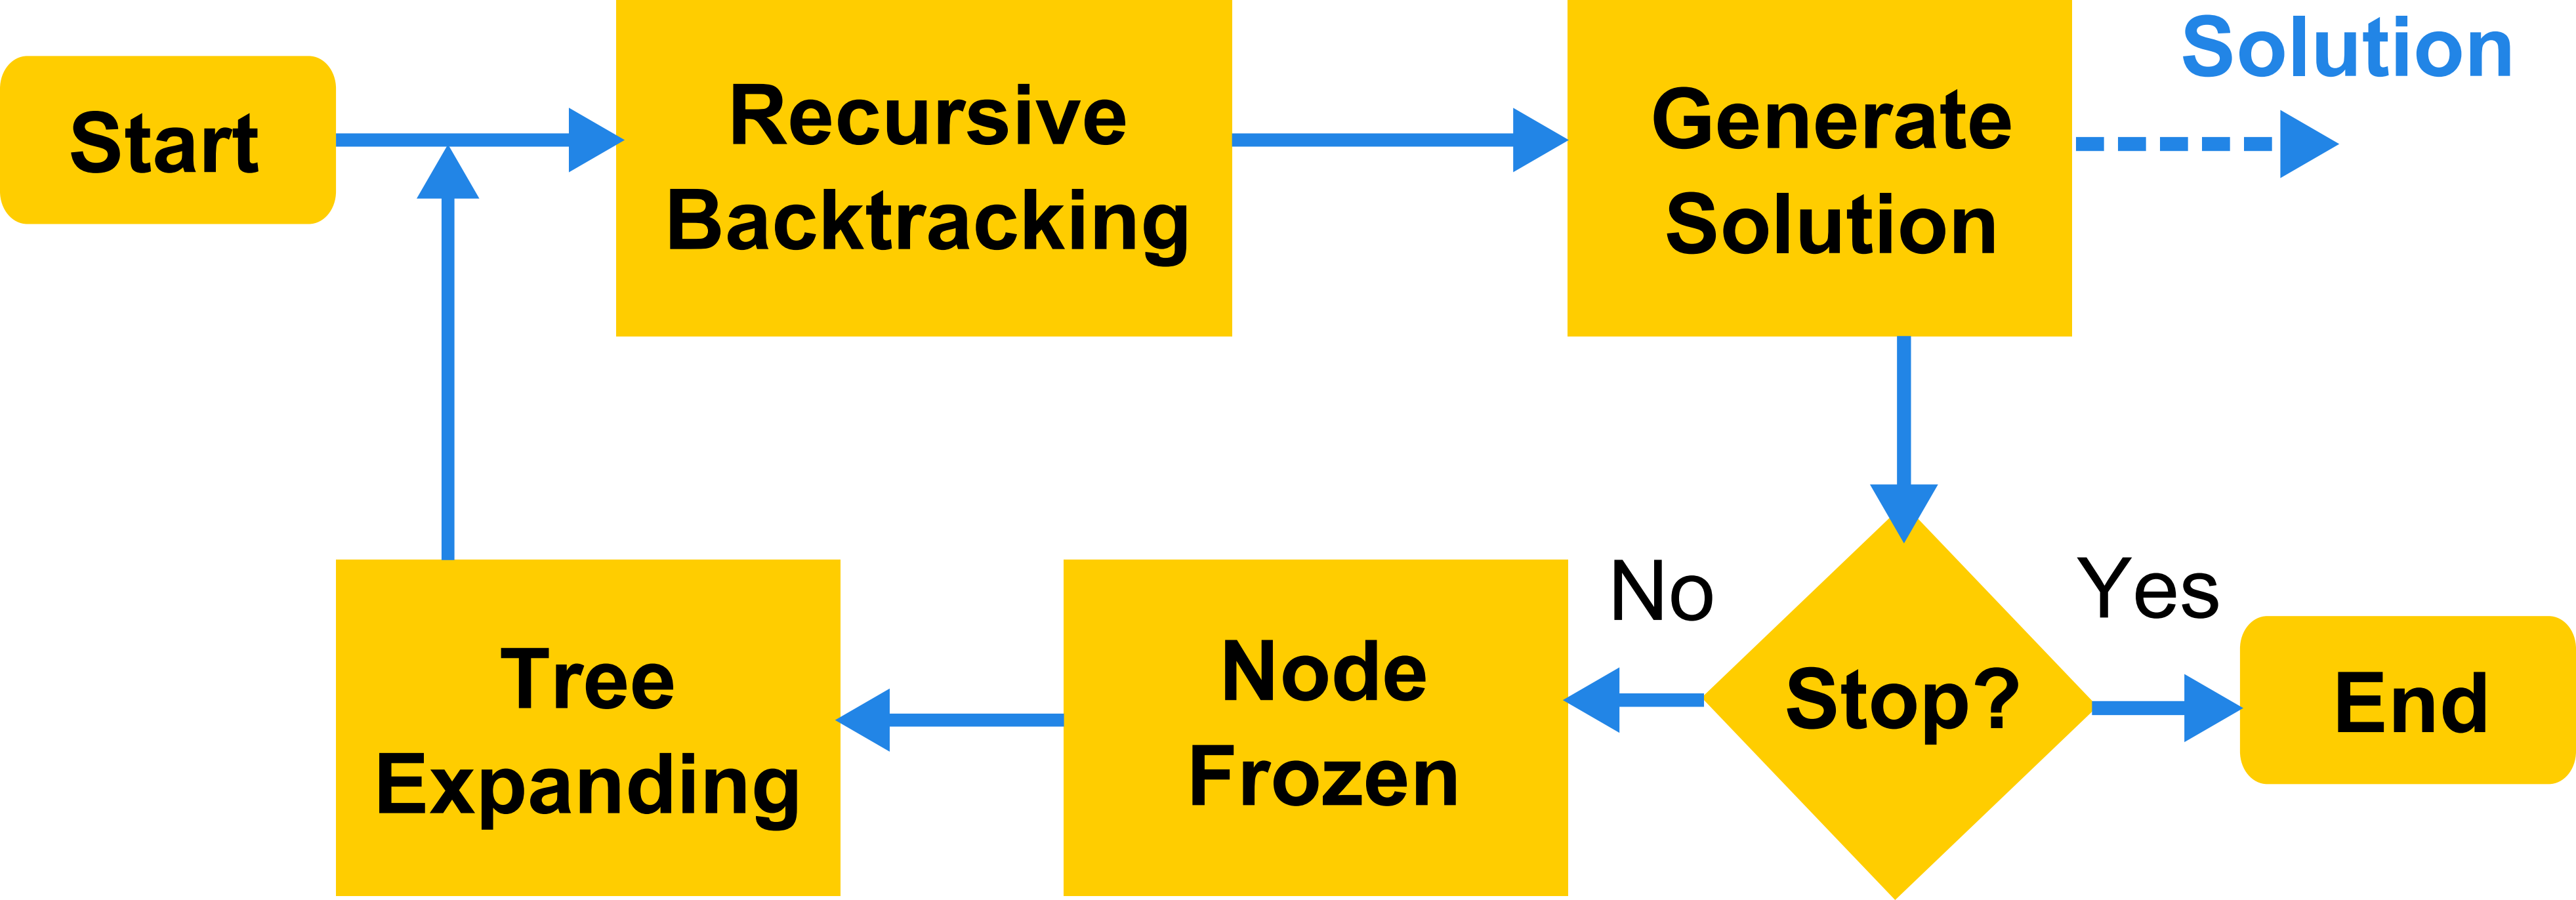 Start
Recursive
Backtracking
Generate
Solution
Solution
No
Yes
Tree
Expanding
Node
Frozen
Stop?
End